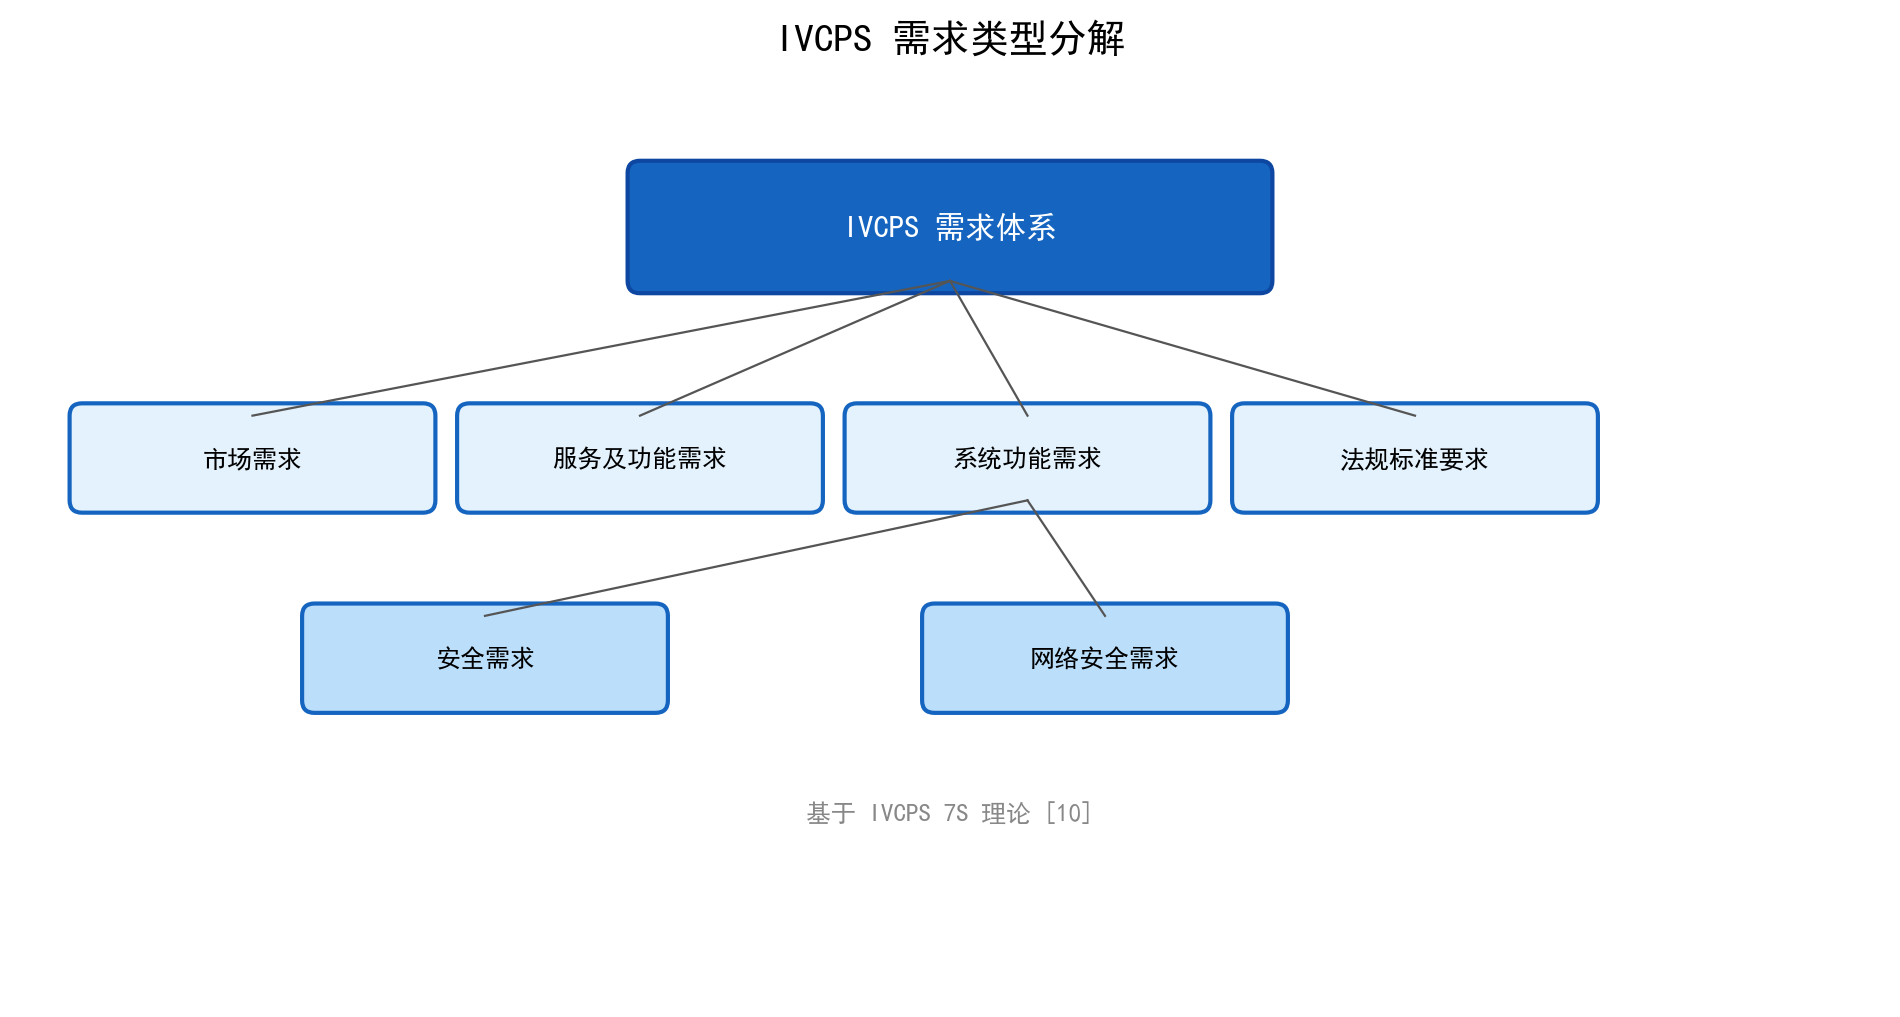 IVCPS 需求类型分解
IVCPS 需求体系
市场需求
服务及功能需求
系统功能需求
法规标准要求
安全需求
网络安全需求
基于 IVCPS 7S 理论 [10]